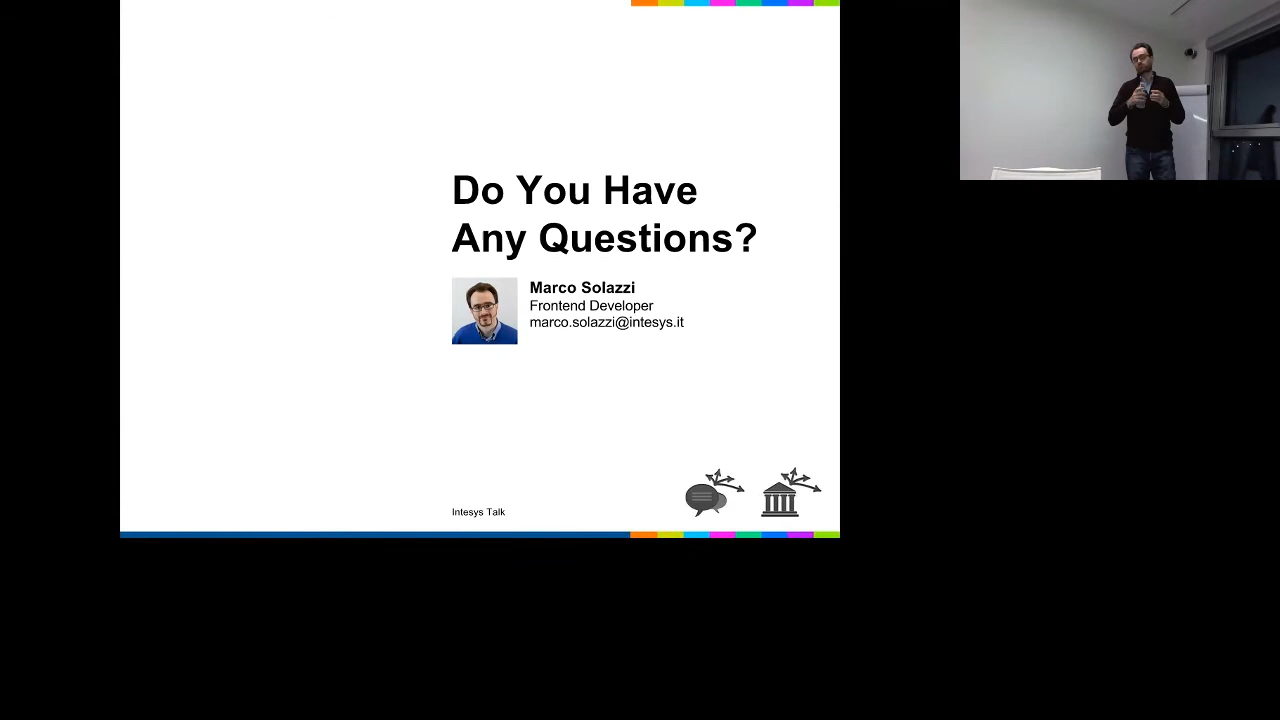 Do You Have
Any Questions?
Marco Solazzi
Frontend Developer
marco.solazzi@intesys.it
Intesys Talk